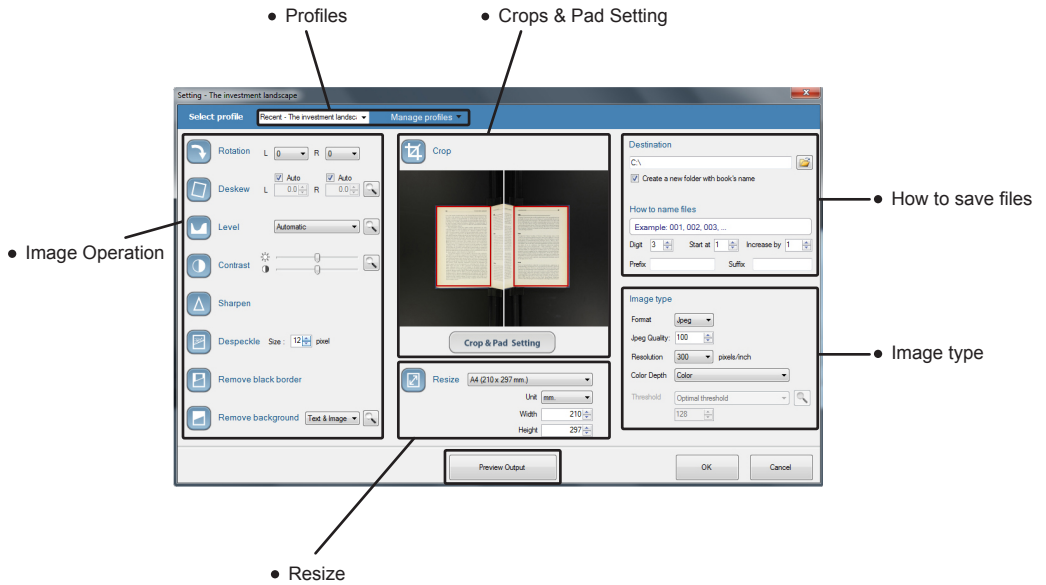 ● Profiles
● Crops & Pad Setting
Setting - The investment landscape
Select profile
Recent - The investment landsc
Manage profiles
Rotation L 0 R 0
Auto Auto
Deskew L 0.0 R 0.0
Level Automatic
Contrast
Sharpen
Despeckle Size : 12 pixel
Remove black border
Remove background Text & Image
Crop
Crop & Pad Setting
Resize A4 (210 x 297 mm.)
Unit mm.
Width 210
Height 297
Destination
C:\
Create a new folder with book's name
How to name files
Example: 001, 002, 003, ...
Digit 3 Start at 1 Increase by 1
Prefix Suffix
Image type
Format Jpeg
Jpeg Quality: 100
Resolution 300 pixels/inch
Color Depth Color
Threshold Optimal threshold
128
Preview Output
OK
Cancel
● Image Operation
● How to save files
● Image type
● Resize